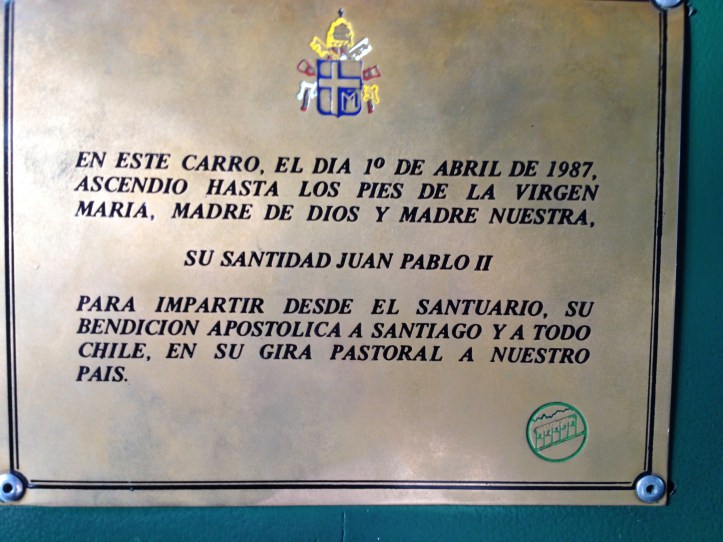 EN ESTE CARRO, EL DIA 1º DE ABRIL DE 1987,
ASCENDIO HASTA LOS PIES DE LA VIRGEN
MARIA, MADRE DE DIOS Y MADRE NUESTRA,
SU SANTIDAD JUAN PABLO II
PARA IMPARTIR DESDE EL SANTUARIO, SU
BENDICION APOSTOLICA A SANTIAGO Y A TODO
CHILE, EN SU GIRA PASTORAL A NUESTRO
PAIS.